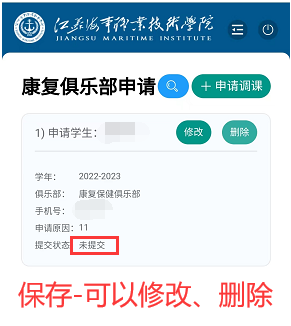 江苏海事职业技术学院
JIANGSU MARITIME INSTITUTE
康复俱乐部申请
+ 申请调课
1) 申请学生：
修改
删除
学年： 2022-2023
俱乐部： 康复保健俱乐部
手机号：
申请原因：11
提交状态： 未提交
保存-可以修改、删除